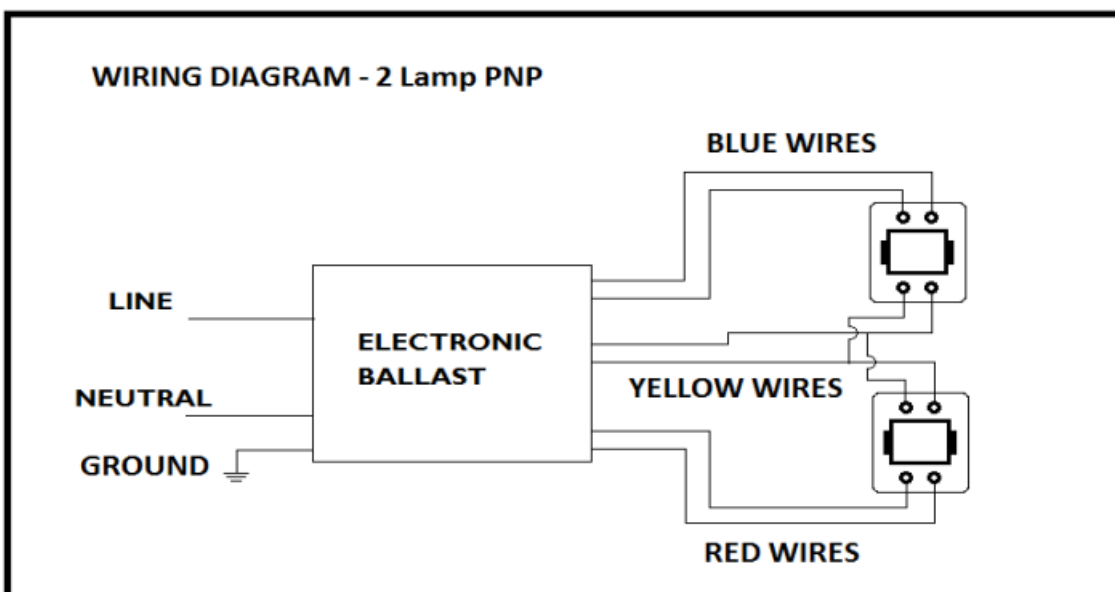 WIRING DIAGRAM - 2 Lamp PNP
BLUE WIRES
LINE
ELECTRONIC
BALLAST
YELLOW WIRES
NEUTRAL
GROUND
RED WIRES